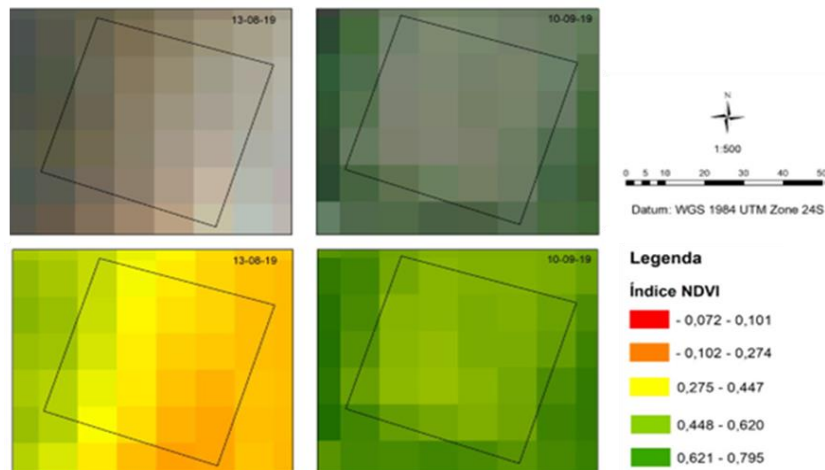 13-08-19
10-09-19
N
1:500
0 5 10 20 30 40 50
Datum: WGS 1984 UTM Zone 24S
13-08-19
10-09-19
Legenda
Índice NDVI
- 0,072 - 0,101
- 0,102 - 0,274
0,275 - 0,447
0,448 - 0,620
0,621 - 0,795